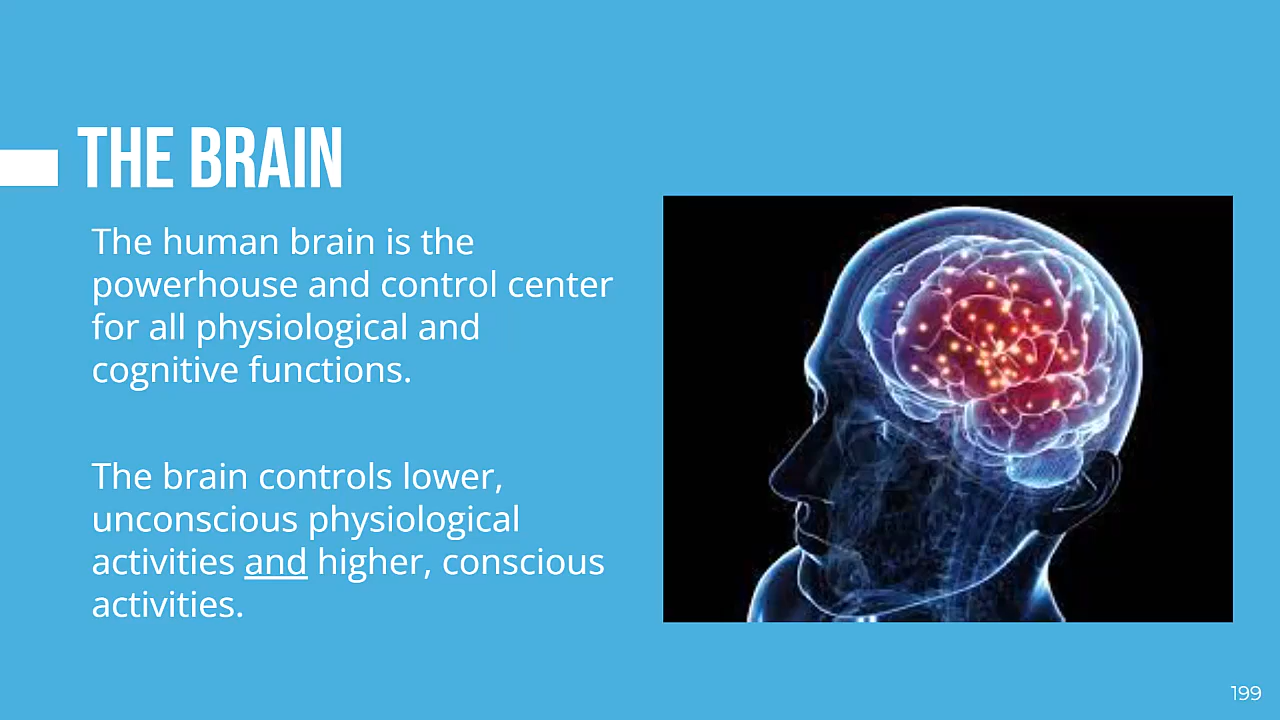 THE BRAIN
The human brain is the
powerhouse and control center
for all physiological and
cognitive functions.
The brain controls lower,
unconscious physiological
activities and higher, conscious
activities.
199